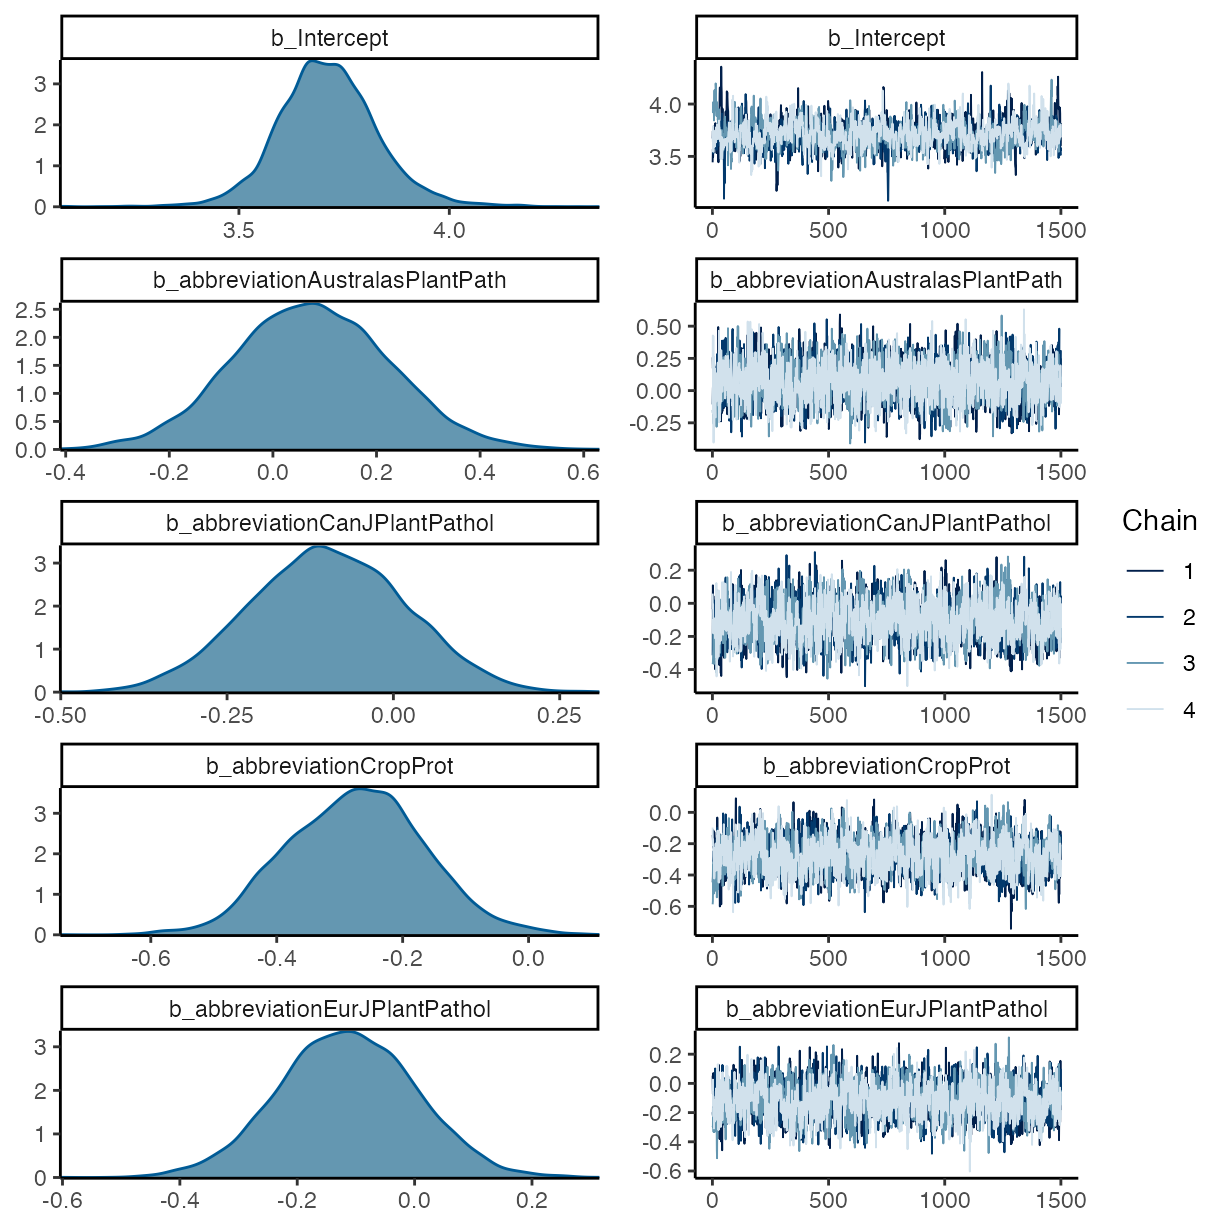 b_Intercept
3
2
1
0
3.5 4.0
b_Intercept
4.0
3.5
0 500 1000 1500
b_abbreviationAustralasPlantPath
2.5
2.0
1.5
1.0
0.5
0.0
-0.4 -0.2 0.0 0.2 0.4 0.6
b_abbreviationAustralasPlantPath
0.50
0.25
0.00
-0.25
0 500 1000 1500
b_abbreviationCanJPlantPathol
3
2
1
0
-0.50 -0.25 0.00 0.25
b_abbreviationCanJPlantPathol
0.2
0.0
-0.2
-0.4
0 500 1000 1500
b_abbreviationCropProt
3
2
1
0
-0.6 -0.4 -0.2 0.0
b_abbreviationCropProt
0.0
-0.2
-0.4
-0.6
0 500 1000 1500
b_abbreviationEurJPlantPathol
3
2
1
0
-0.6 -0.4 -0.2 0.0 0.2
b_abbreviationEurJPlantPathol
0.2
0.0
-0.2
-0.4
-0.6
0 500 1000 1500
Chain
1
2
3
4